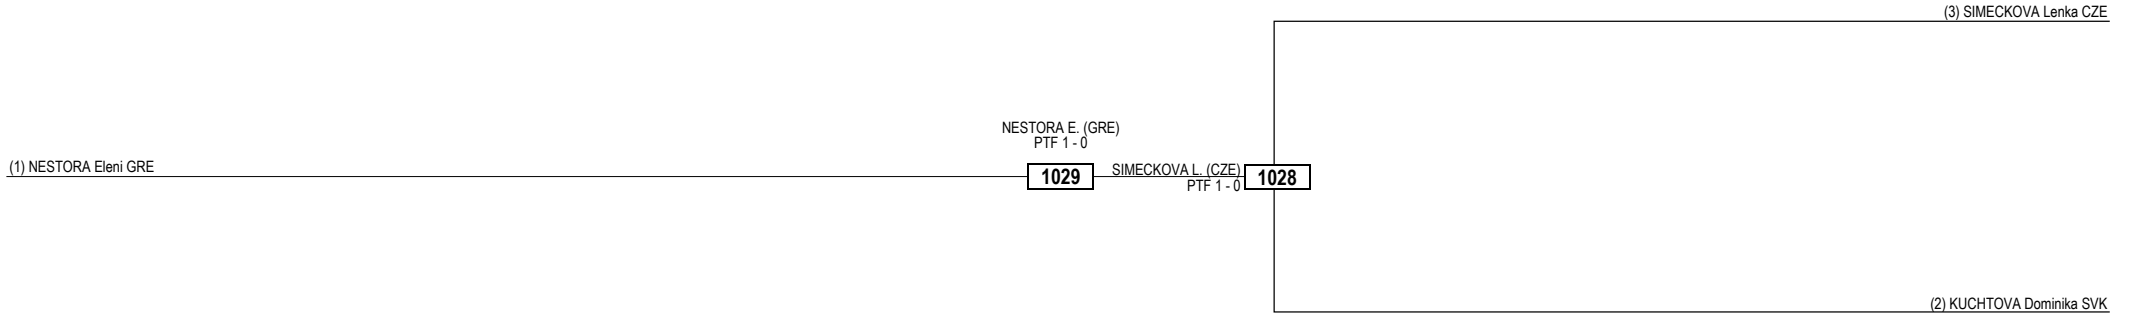 (3) SIMECKOVA Lenka CZE
NESTORA E. (GRE)
PTF 1 - 0
(1) NESTORA Eleni GRE
1029
SIMECKOVA L. (CZE)
PTF 1 - 0
1028
(2) KUCHTOVA Dominika SVK